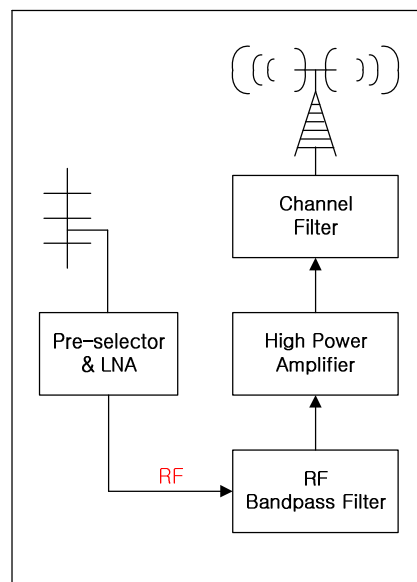 Channel
Filter
Pre-selector
& LNA
High Power
Amplifier
RF
RF
Bandpass Filter